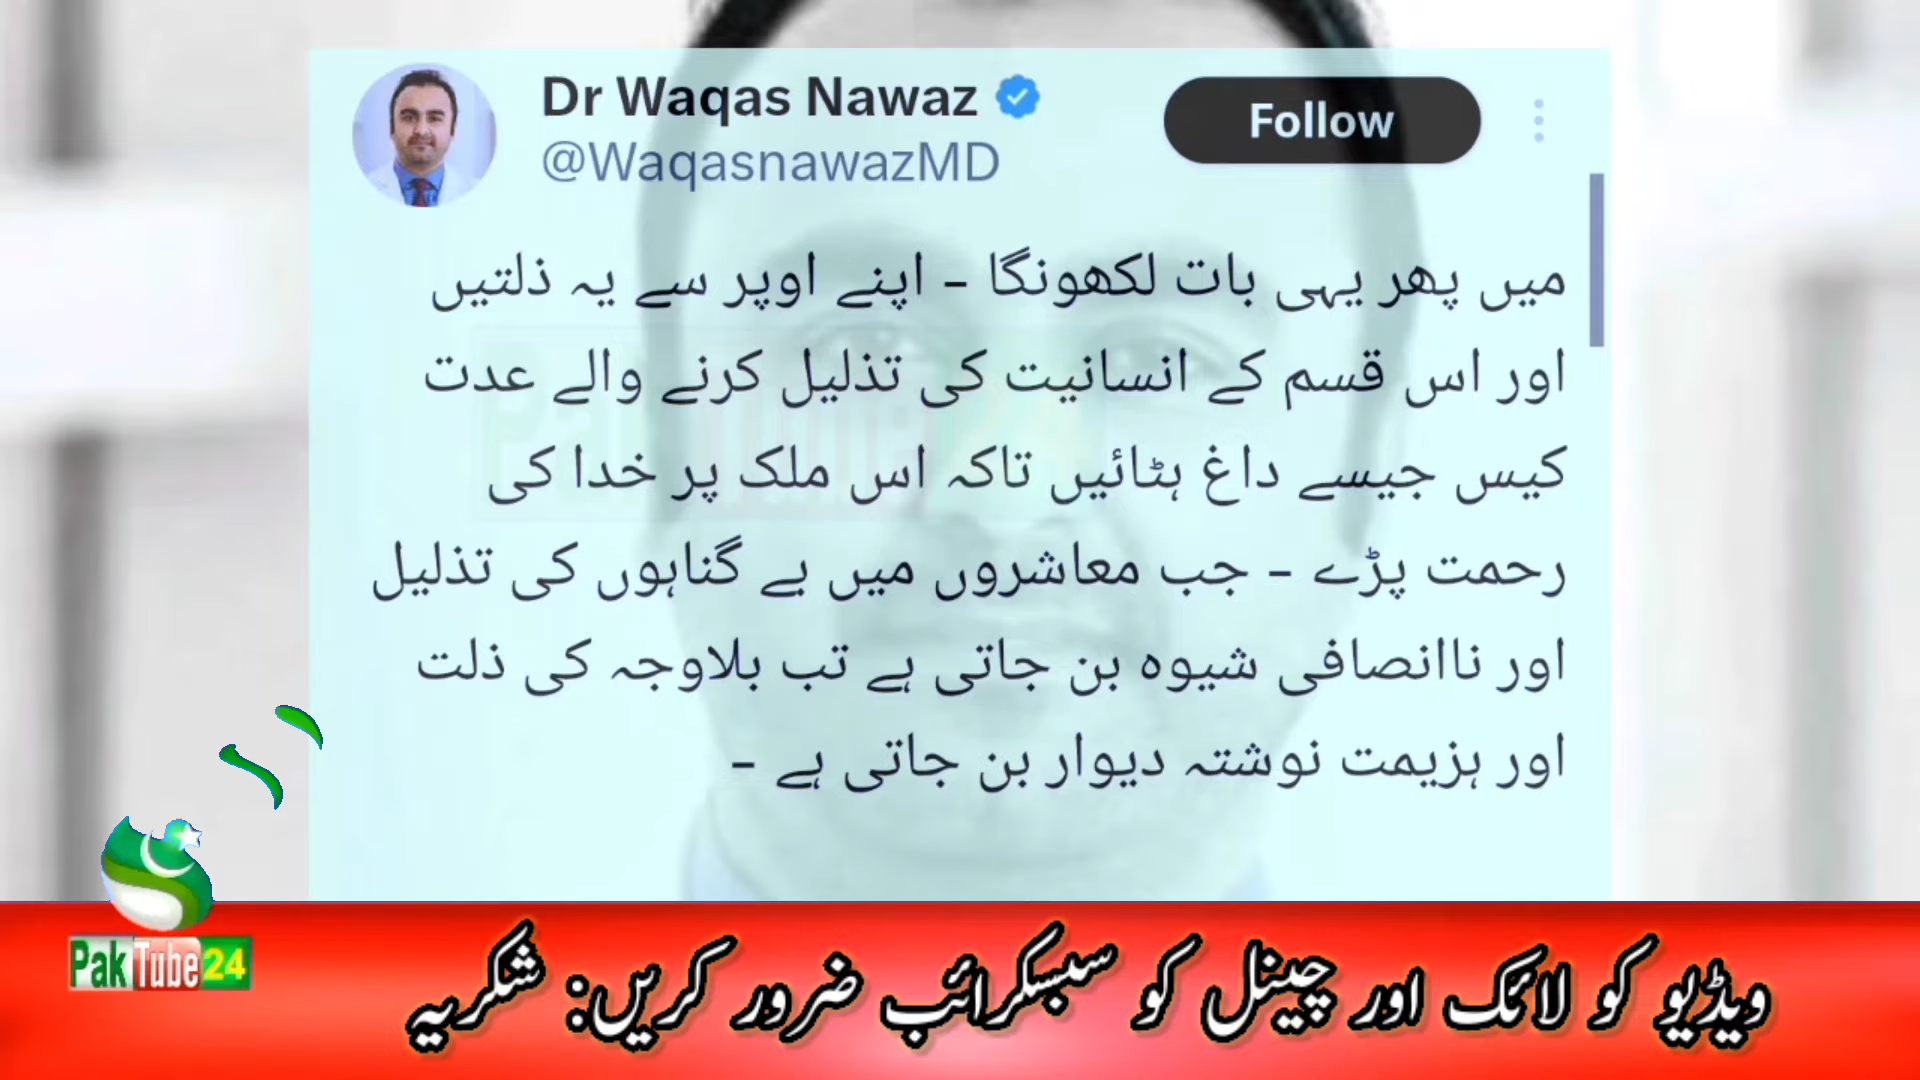 Dr Waqas Nawaz
Follow
@WaqasnawazMD
میں پھر یہی بات لکھونگا - اپنے اوپر سے یہ ذلتیں
اور اس قسم کے انسانیت کی تذلیل کرنے والے عدت
کیس جیسے داغ ہٹائیں تاکہ اس ملک پر خدا کی
رحمت پڑے - جب معاشروں میں بے گناہوں کی تذلیل
اور ناانصافی شیوہ بن جاتی ہے تب بلاوجہ کی ذلت
اور ہزیمت نوشتہ دیوار بن جاتی ہے -
PakTube24
ویڈیو کو لائک اور چینل کو سبسکرائب ضرور کریں: شکریہ